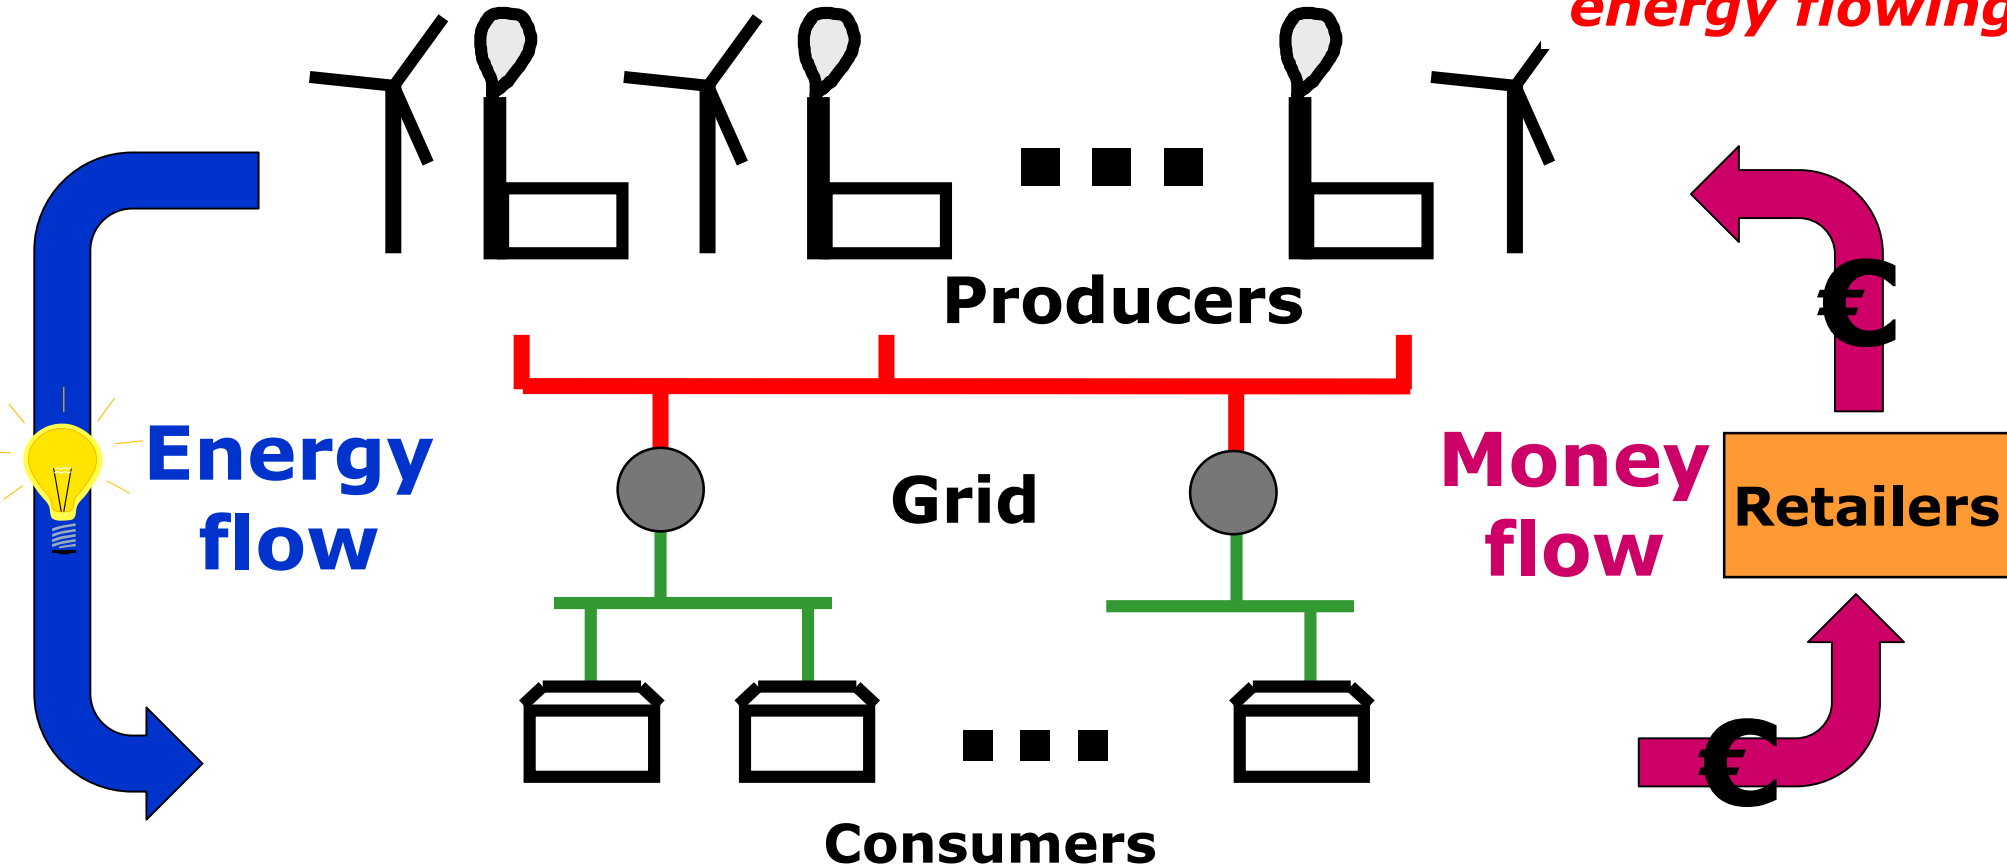 energy flowing
Producers
€
Energy
flow
Grid
Money
flow
Retailers
€
Consumers